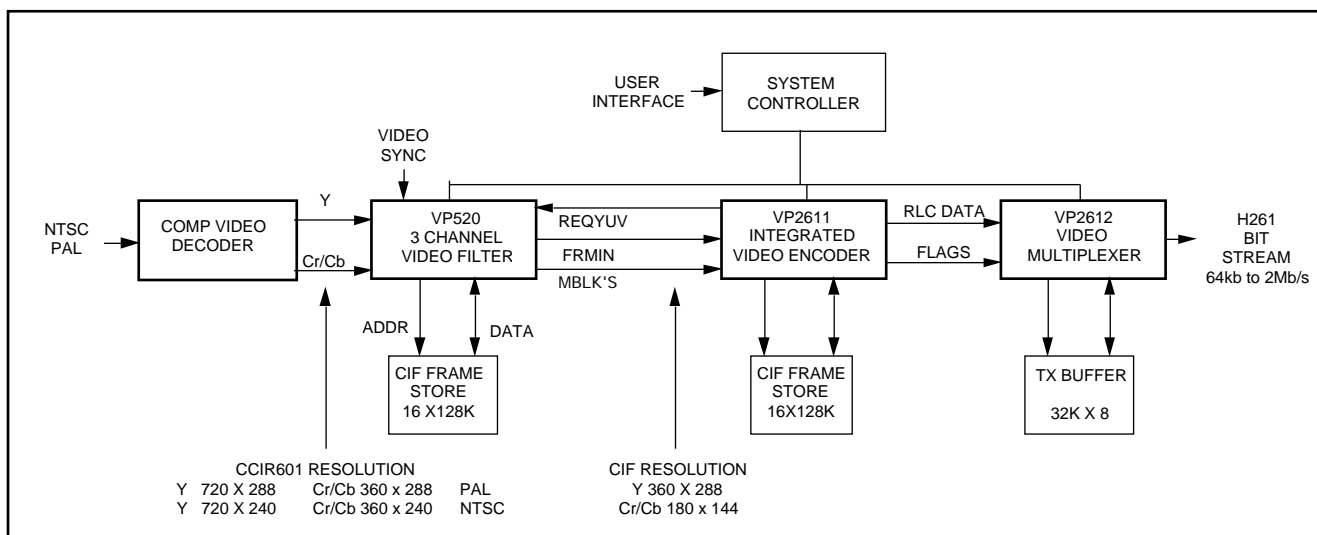 USER
INTERFACE
SYSTEM
CONTROLLER
VIDEO
SYNC
NTSC
PAL
COMP VIDEO
DECODER
Y
Cr/Cb
VP520
3 CHANNEL
VIDEO FILTER
REQYUV
FRMIN
MBLK'S
VP2611
INTEGRATED
VIDEO ENCODER
RLC DATA
FLAGS
VP2612
VIDEO
MULTIPLEXER
H261
BIT
STREAM
64kb to 2Mb/s
ADDR
DATA
CIF FRAME
STORE
16 X128K
CIF FRAME
STORE
16X128K
TX BUFFER
32K X 8
CCIR601 RESOLUTION
Y 720 X 288 Cr/Cb 360 x 288 PAL
Y 720 X 240 Cr/Cb 360 x 240 NTSC
CIF RESOLUTION
Y 360 X 288
Cr/Cb 180 x 144